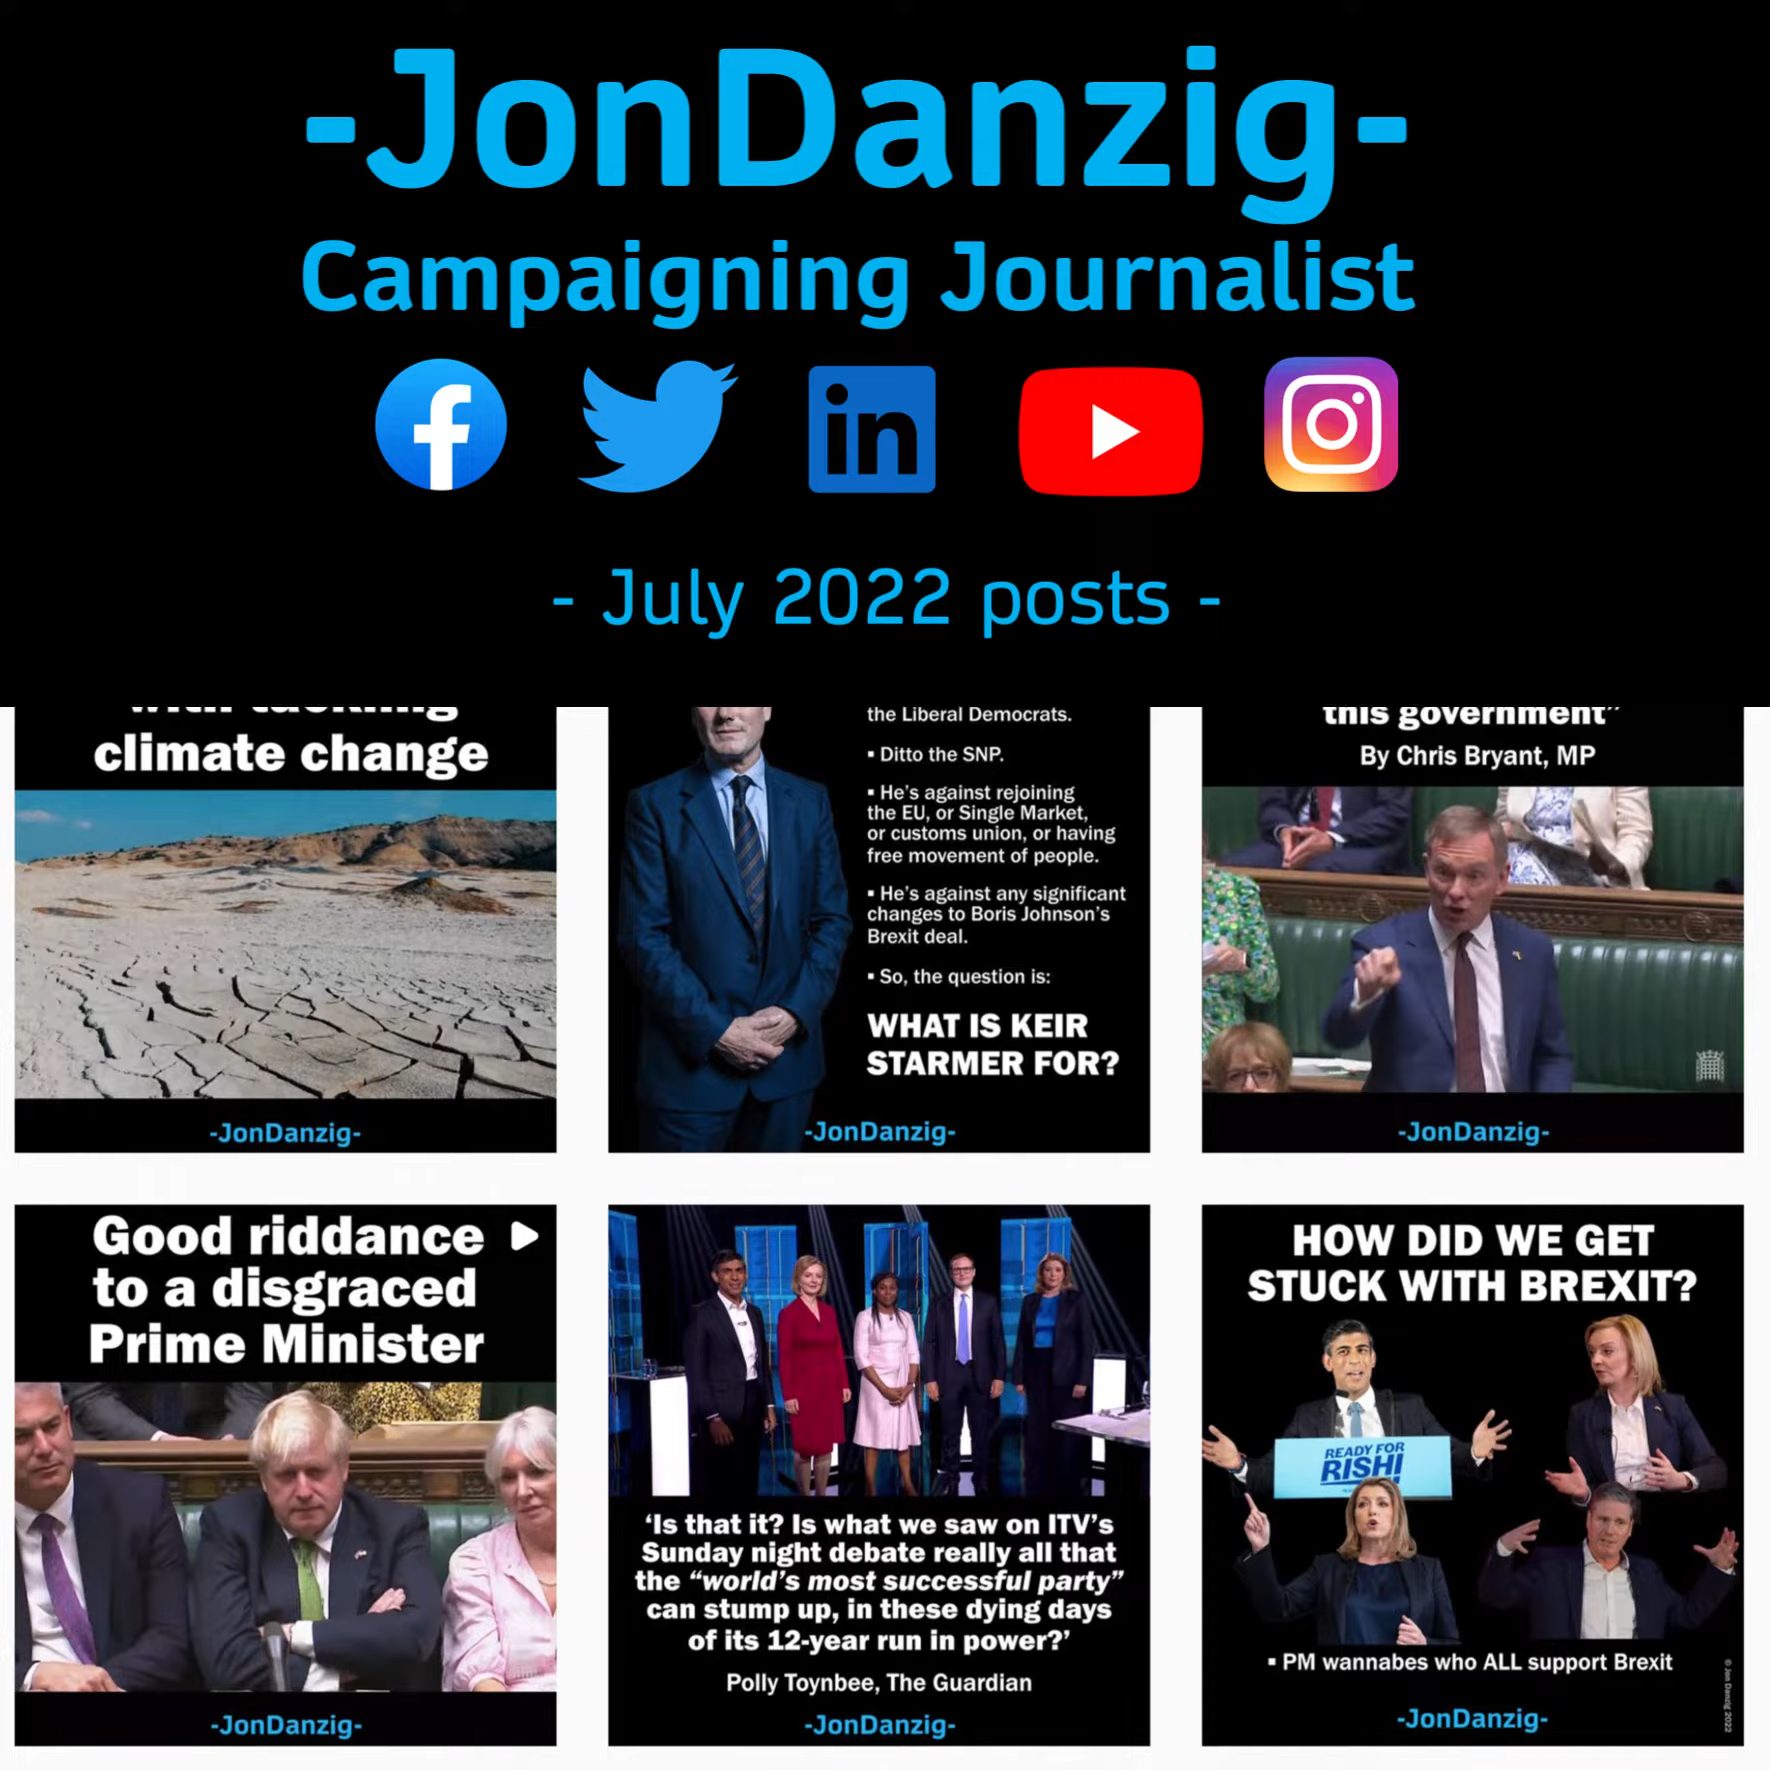 -JonDanzig-
Campaigning Journalist
f
in
- July 2022 posts -
with tackling
climate change
-JonDanzig-
the Liberal Democrats.
▪ Ditto the SNP.
▪ He's against rejoining
the EU, or Single Market,
or customs union, or having
free movement of people.
▪ He's against any significant
changes to Boris Johnson's
Brexit deal.
▪ So, the question is:
WHAT IS KEIR
STARMER FOR?
-JonDanzig-
this government”
By Chris Bryant, MP
-JonDanzig-
Good riddance
to a disgraced
Prime Minister
-JonDanzig-
‘Is that it? Is what we saw on ITV’s
Sunday night debate really all that
the “world’s most successful party”
can stump up, in these dying days
of its 12-year run in power?’
Polly Toynbee, The Guardian
-JonDanzig-
HOW DID WE GET
STUCK WITH BREXIT?
READY FOR
RISHI
▪ PM wannabes who ALL support Brexit
-JonDanzig-
© Jon Danzig 2022